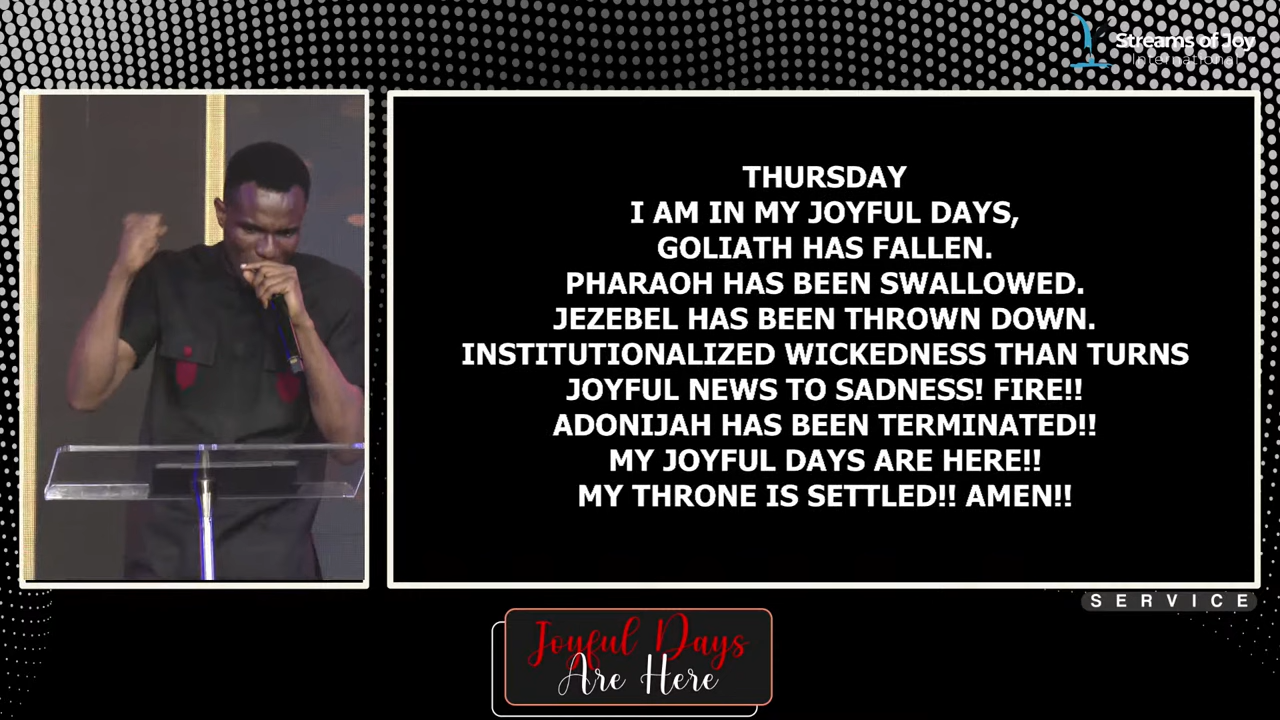 Streams of Joy
International
THURSDAY
I AM IN MY JOYFUL DAYS,
GOLIATH HAS FALLEN.
PHARAOH HAS BEEN SWALLOWED.
JEZEBEL HAS BEEN THROWN DOWN.
INSTITUTIONALIZED WICKEDNESS THAN TURNS
JOYFUL NEWS TO SADNESS! FIRE!!
ADONIJAH HAS BEEN TERMINATED!!
MY JOYFUL DAYS ARE HERE!!
MY THRONE IS SETTLED!! AMEN!!
SERVICE
Joyful Days
Are Here